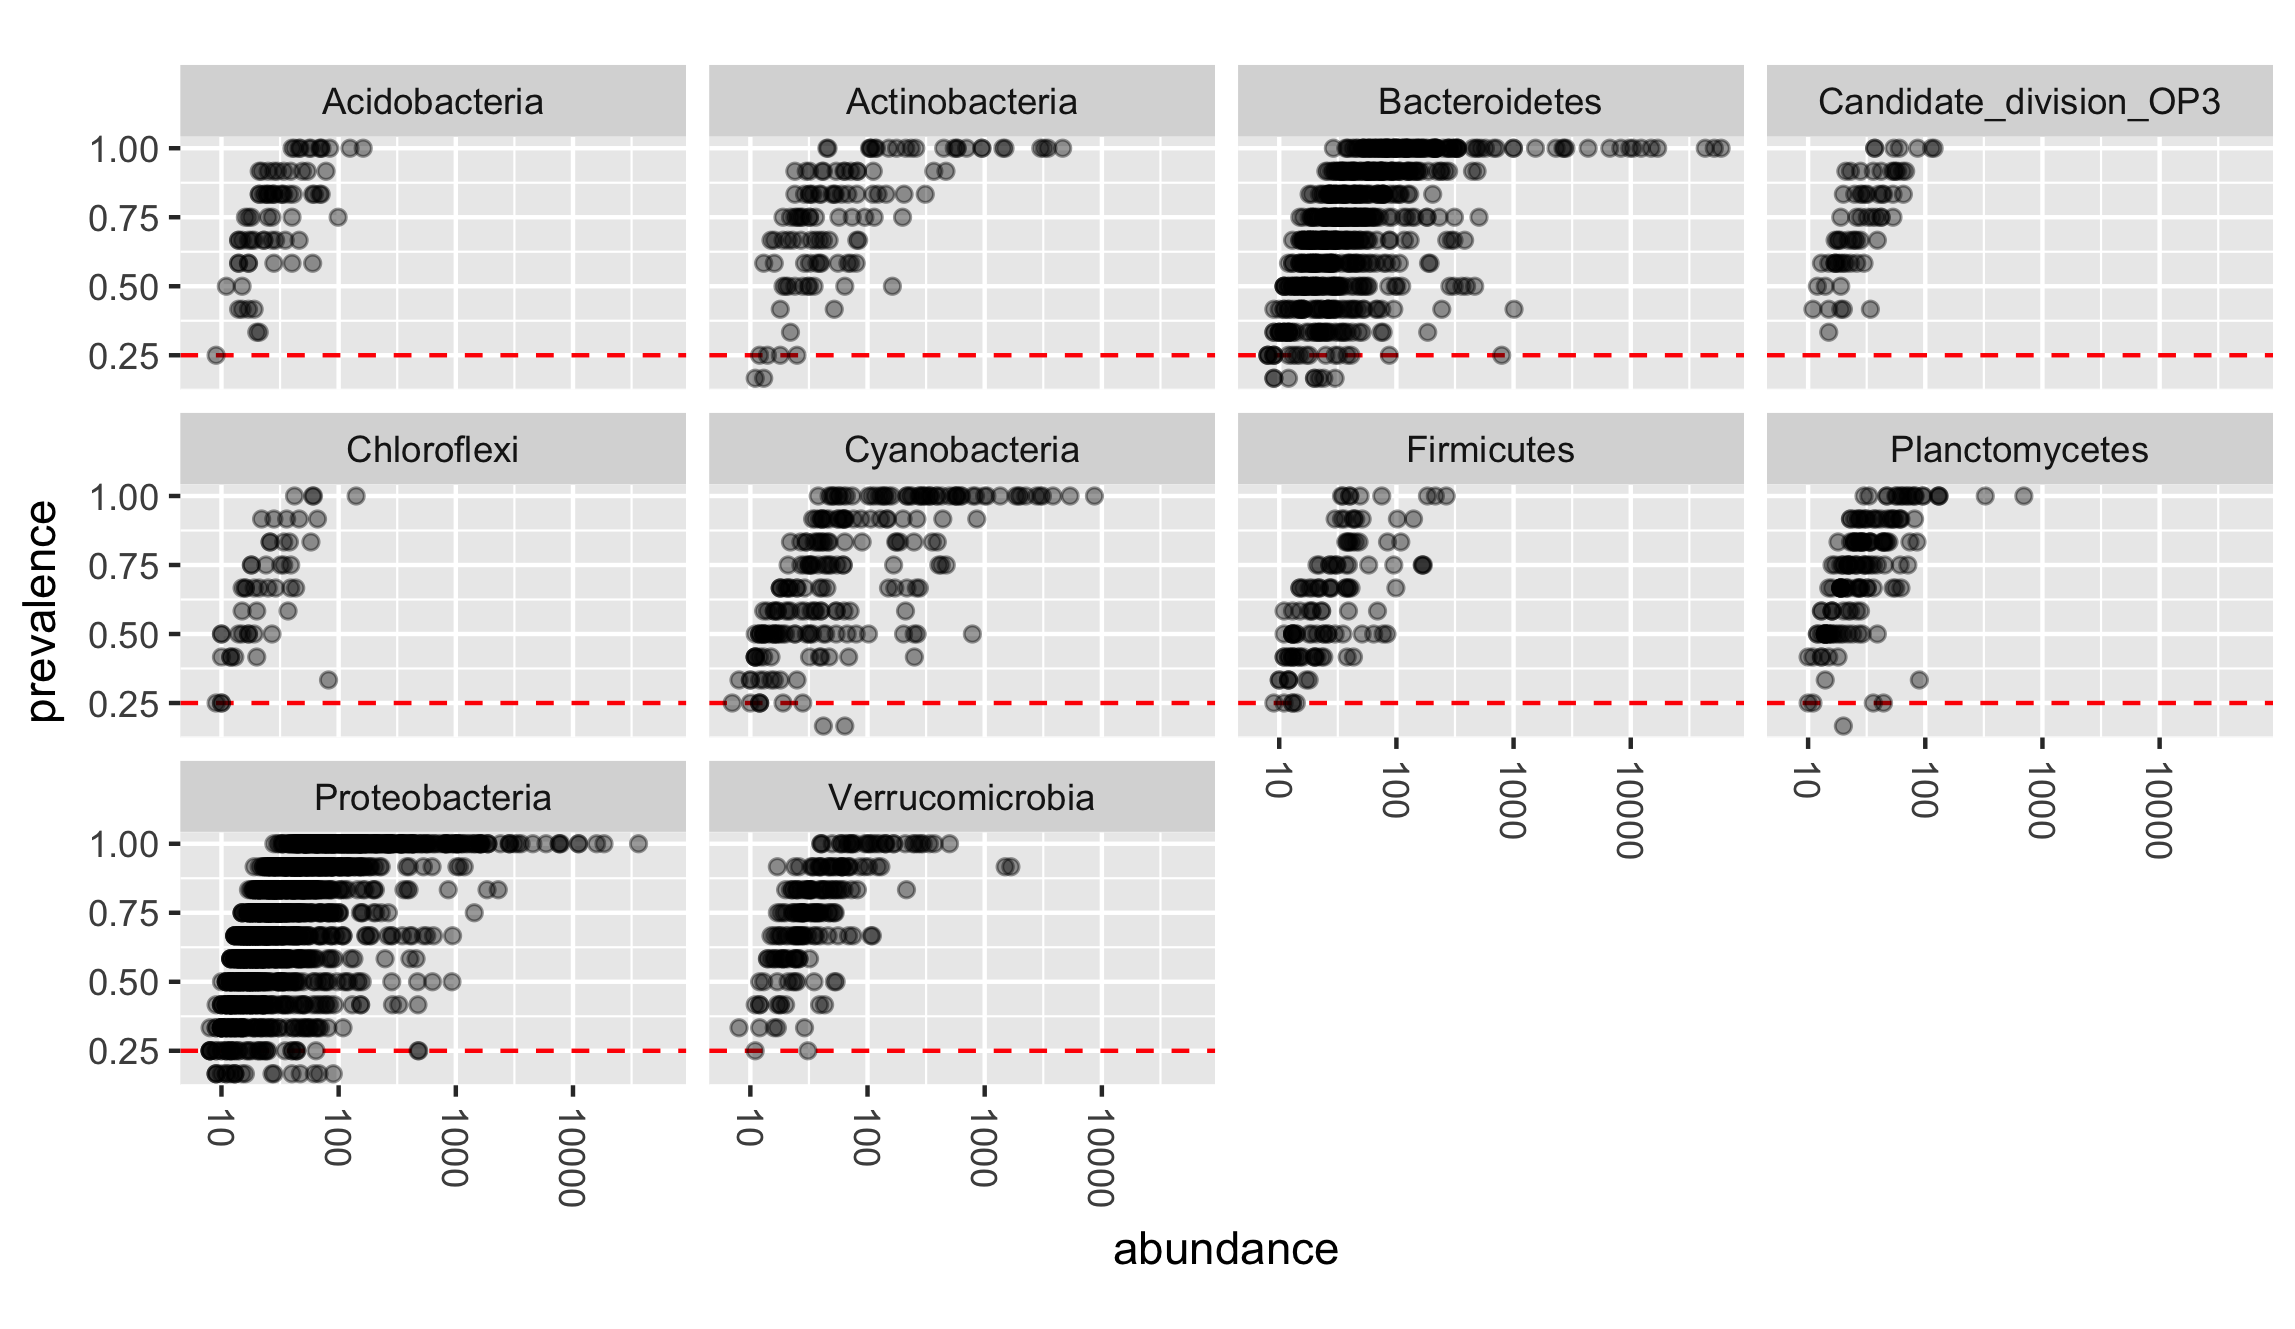 Acidobacteria
Actinobacteria
Bacteroidetes
Candidate_division_OP3
1.00
0.75
0.50
0.25
Chloroflexi
Cyanobacteria
Firmicutes
Planctomycetes
1.00
0.75
0.50
0.25
10
100
1000
10000
10
100
1000
10000
Proteobacteria
Verrucomicrobia
1.00
0.75
0.50
0.25
10
100
1000
10000
10
100
1000
10000
prevalence
abundance